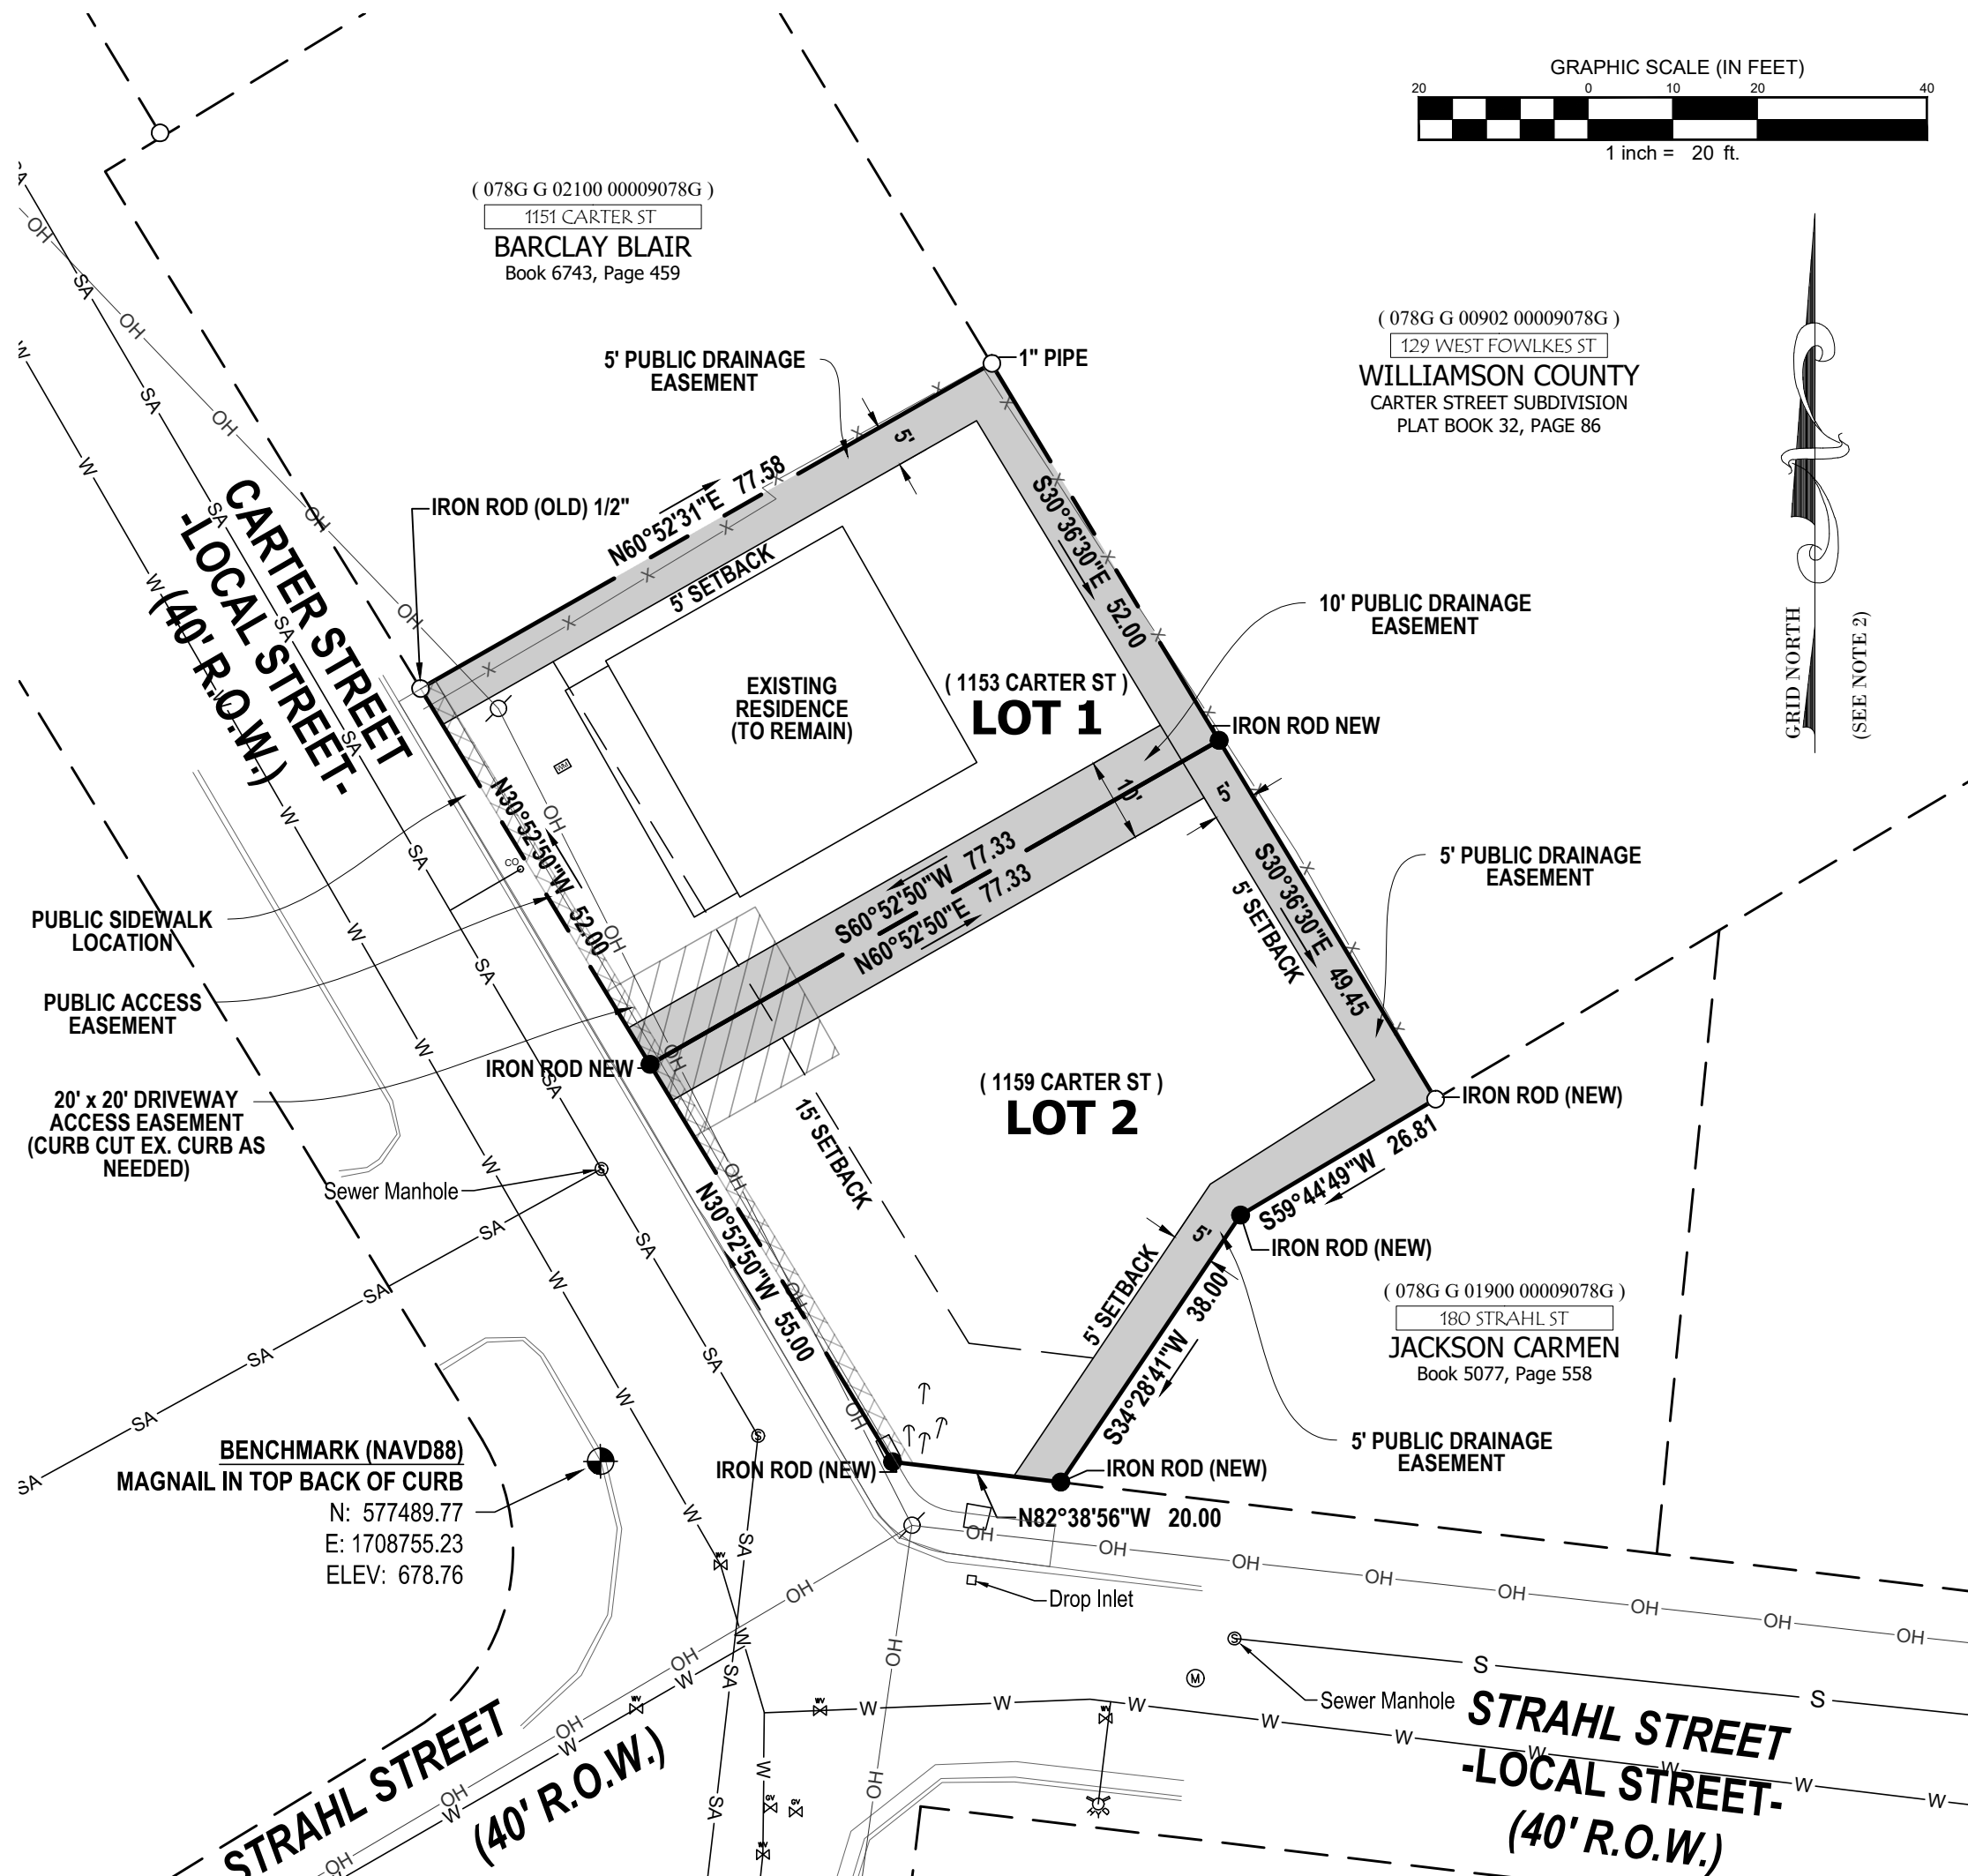 GRAPHIC SCALE (IN FEET)
20 0 10 20 40
1 inch = 20 ft.
( 078G G 02100 00009078G )
1151 CARTER ST
BARCLAY BLAIR
Book 6743, Page 459
( 078G G 00902 00009078G )
129 WEST FOWLKES ST
WILLIAMSON COUNTY
CARTER STREET SUBDIVISION
PLAT BOOK 32, PAGE 86
5' PUBLIC DRAINAGE
EASEMENT
1" PIPE
5'
IRON ROD (OLD) 1/2"
N60°52'31"E 77.58
5' SETBACK
S30°36'30"E 52.00
CARTER STREET
-LOCAL STREET-
(40' R.O.W.)
10' PUBLIC DRAINAGE
EASEMENT
GRID NORTH
(SEE NOTE 2)
EXISTING
RESIDENCE
(TO REMAIN)
( 1153 CARTER ST )
LOT 1
IRON ROD NEW
WM
CO
N30°52'50"W 52.00
10'
5'
S60°52'50"W 77.33
N60°52'50"E 77.33
S30°36'30"E 49.45
5' SETBACK
5' PUBLIC DRAINAGE
EASEMENT
PUBLIC SIDEWALK
LOCATION
PUBLIC ACCESS
EASEMENT
20' x 20' DRIVEWAY
ACCESS EASEMENT
(CURB CUT EX. CURB AS
NEEDED)
IRON ROD NEW
15' SETBACK
( 1159 CARTER ST )
LOT 2
IRON ROD (NEW)
S59°44'49"W 26.81
Sewer Manhole
N30°52'50"W 55.00
5'
IRON ROD (NEW)
5' SETBACK
S34°28'41"W 38.00
( 078G G 01900 00009078G )
180 STRAHL ST
JACKSON CARMEN
Book 5077, Page 558
5' PUBLIC DRAINAGE
EASEMENT
BENCHMARK (NAVD88)
MAGNAIL IN TOP BACK OF CURB
N: 577489.77
E: 1708755.23
ELEV: 678.76
IRON ROD (NEW)
IRON ROD (NEW)
N82°38'56"W 20.00
Drop Inlet
Sewer Manhole
STRAHL STREET
(40' R.O.W.)
STRAHL STREET
-LOCAL STREET-
(40' R.O.W.)
OH
SA
W
S
M
WV
GV